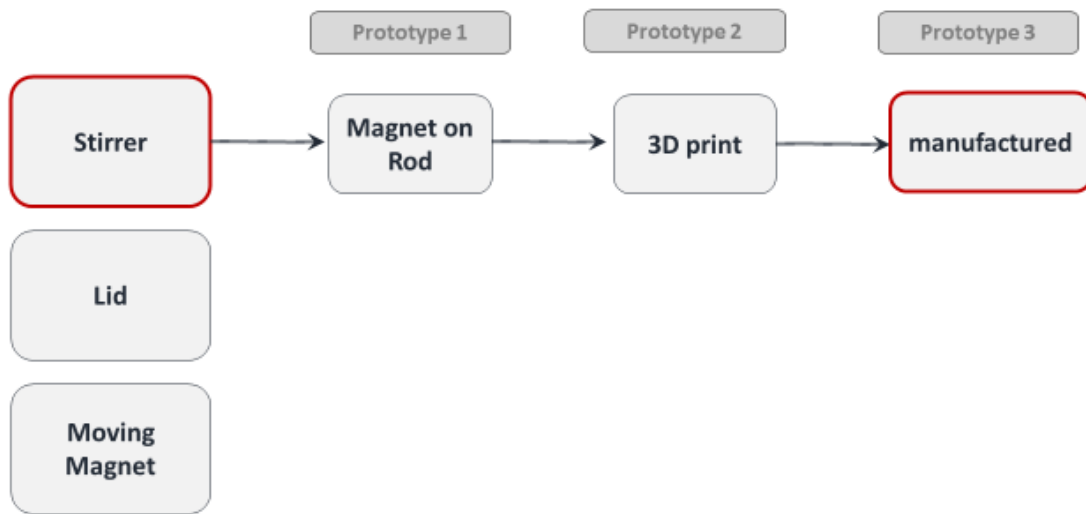 Prototype 1
Prototype 2
Prototype 3
Stirrer
Magnet on
Rod
3D print
manufactured
Lid
Moving
Magnet